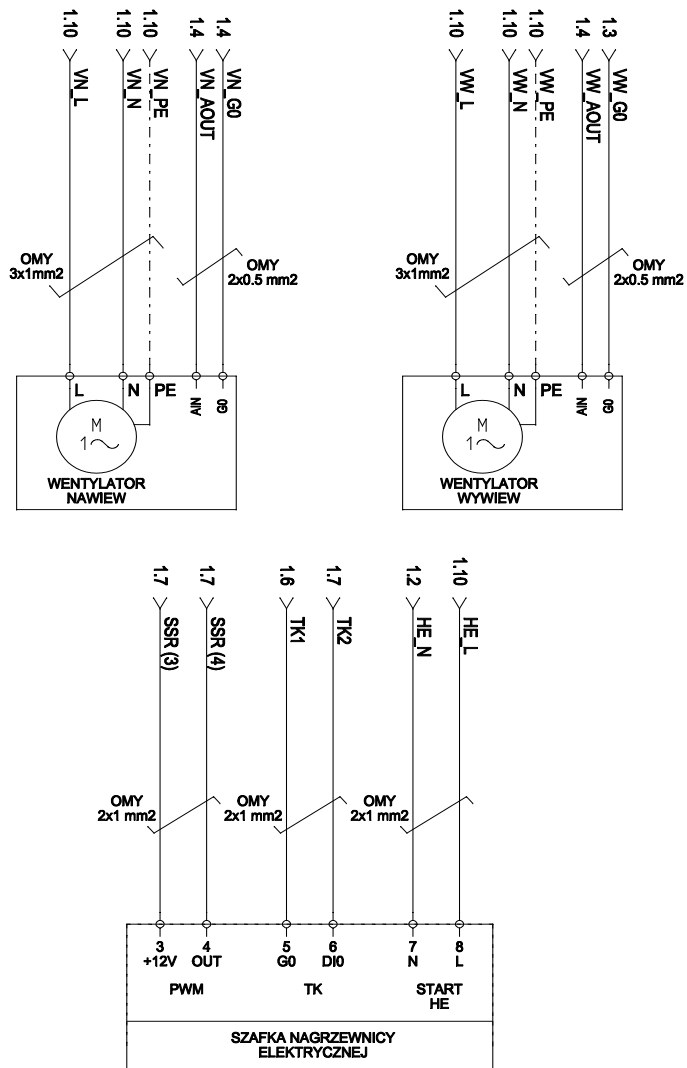 1.10 1.10 1.10 1.4 1.4
VN_L VN_N VN_PE VN_AOUT VN_G0
OMY
3x1mm2
OMY
2x0.5 mm2
L N PE AIN G0
M
1~
WENTYLATOR
NAWIEW
1.10 1.10 1.10 1.4 1.3
VW_L VW_N VW_PE VW_AOUT VW_G0
OMY
3x1mm2
OMY
2x0.5 mm2
L N PE AIN G0
M
1~
WENTYLATOR
WYWIEW
1.7 1.7 1.6 1.7 1.2 1.10
SSR (3) SSR (4) TK1 TK2 HE_N HE_L
OMY
2x1 mm2
OMY
2x1 mm2
OMY
2x1 mm2
3 4 5 6 7 8
+12V OUT G0 DI0 N L
PWM TK START
HE
SZAFKA NAGRZEWNICY
ELEKTRYCZNEJ